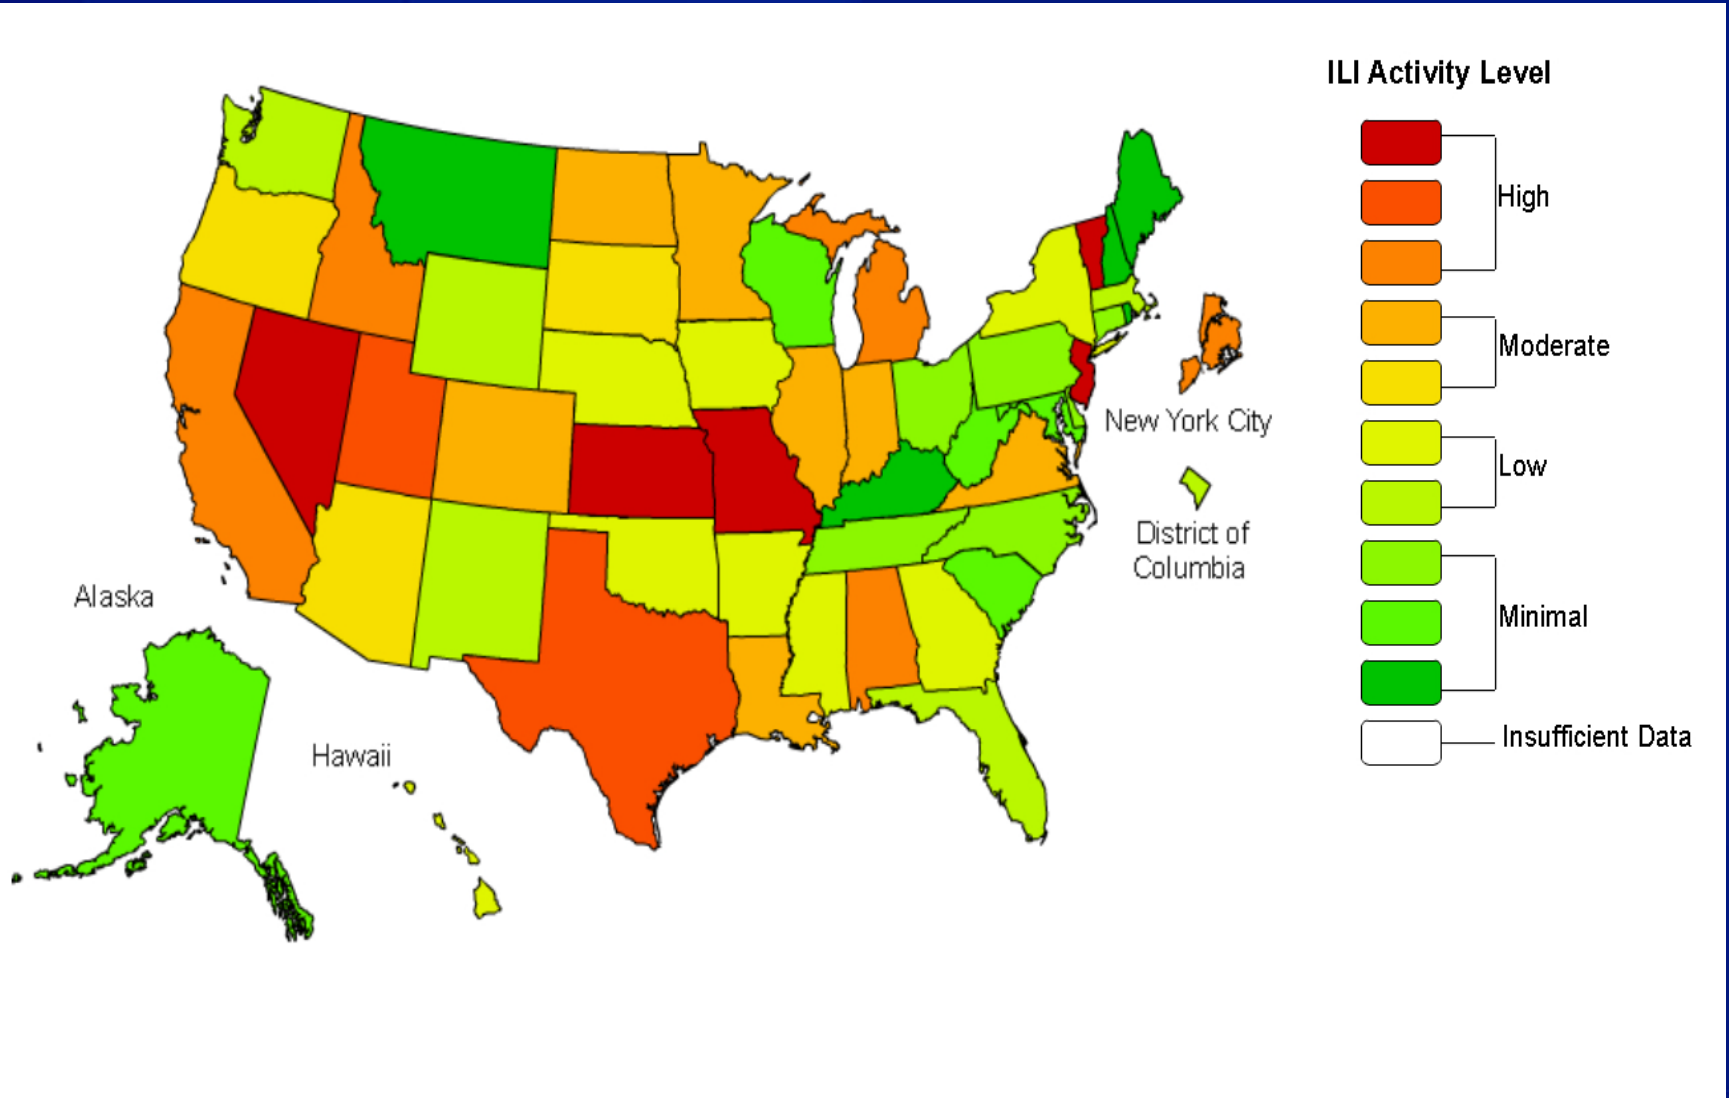 ILI Activity Level
High
Moderate
New York City
Low
District of
Columbia
Alaska
Minimal
Insufficient Data
Hawaii